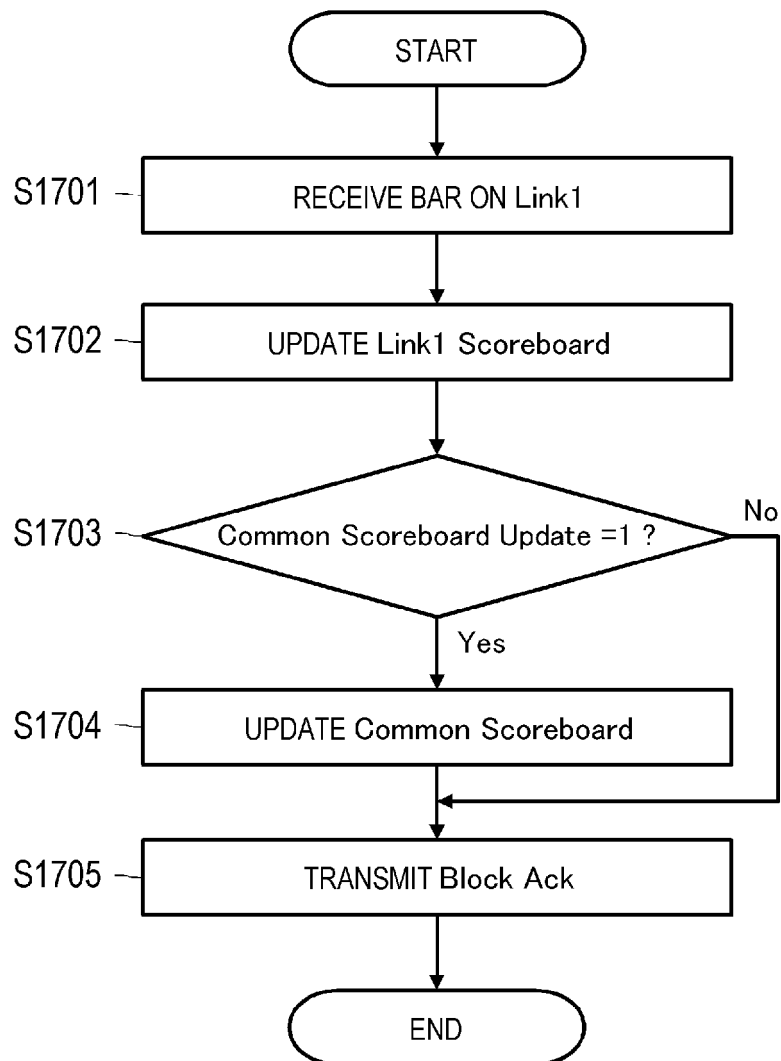 START
S1701
RECEIVE BAR ON Link1
S1702
UPDATE Link1 Scoreboard
S1703
Common Scoreboard Update =1 ?
No
Yes
S1704
UPDATE Common Scoreboard
S1705
TRANSMIT Block Ack
END